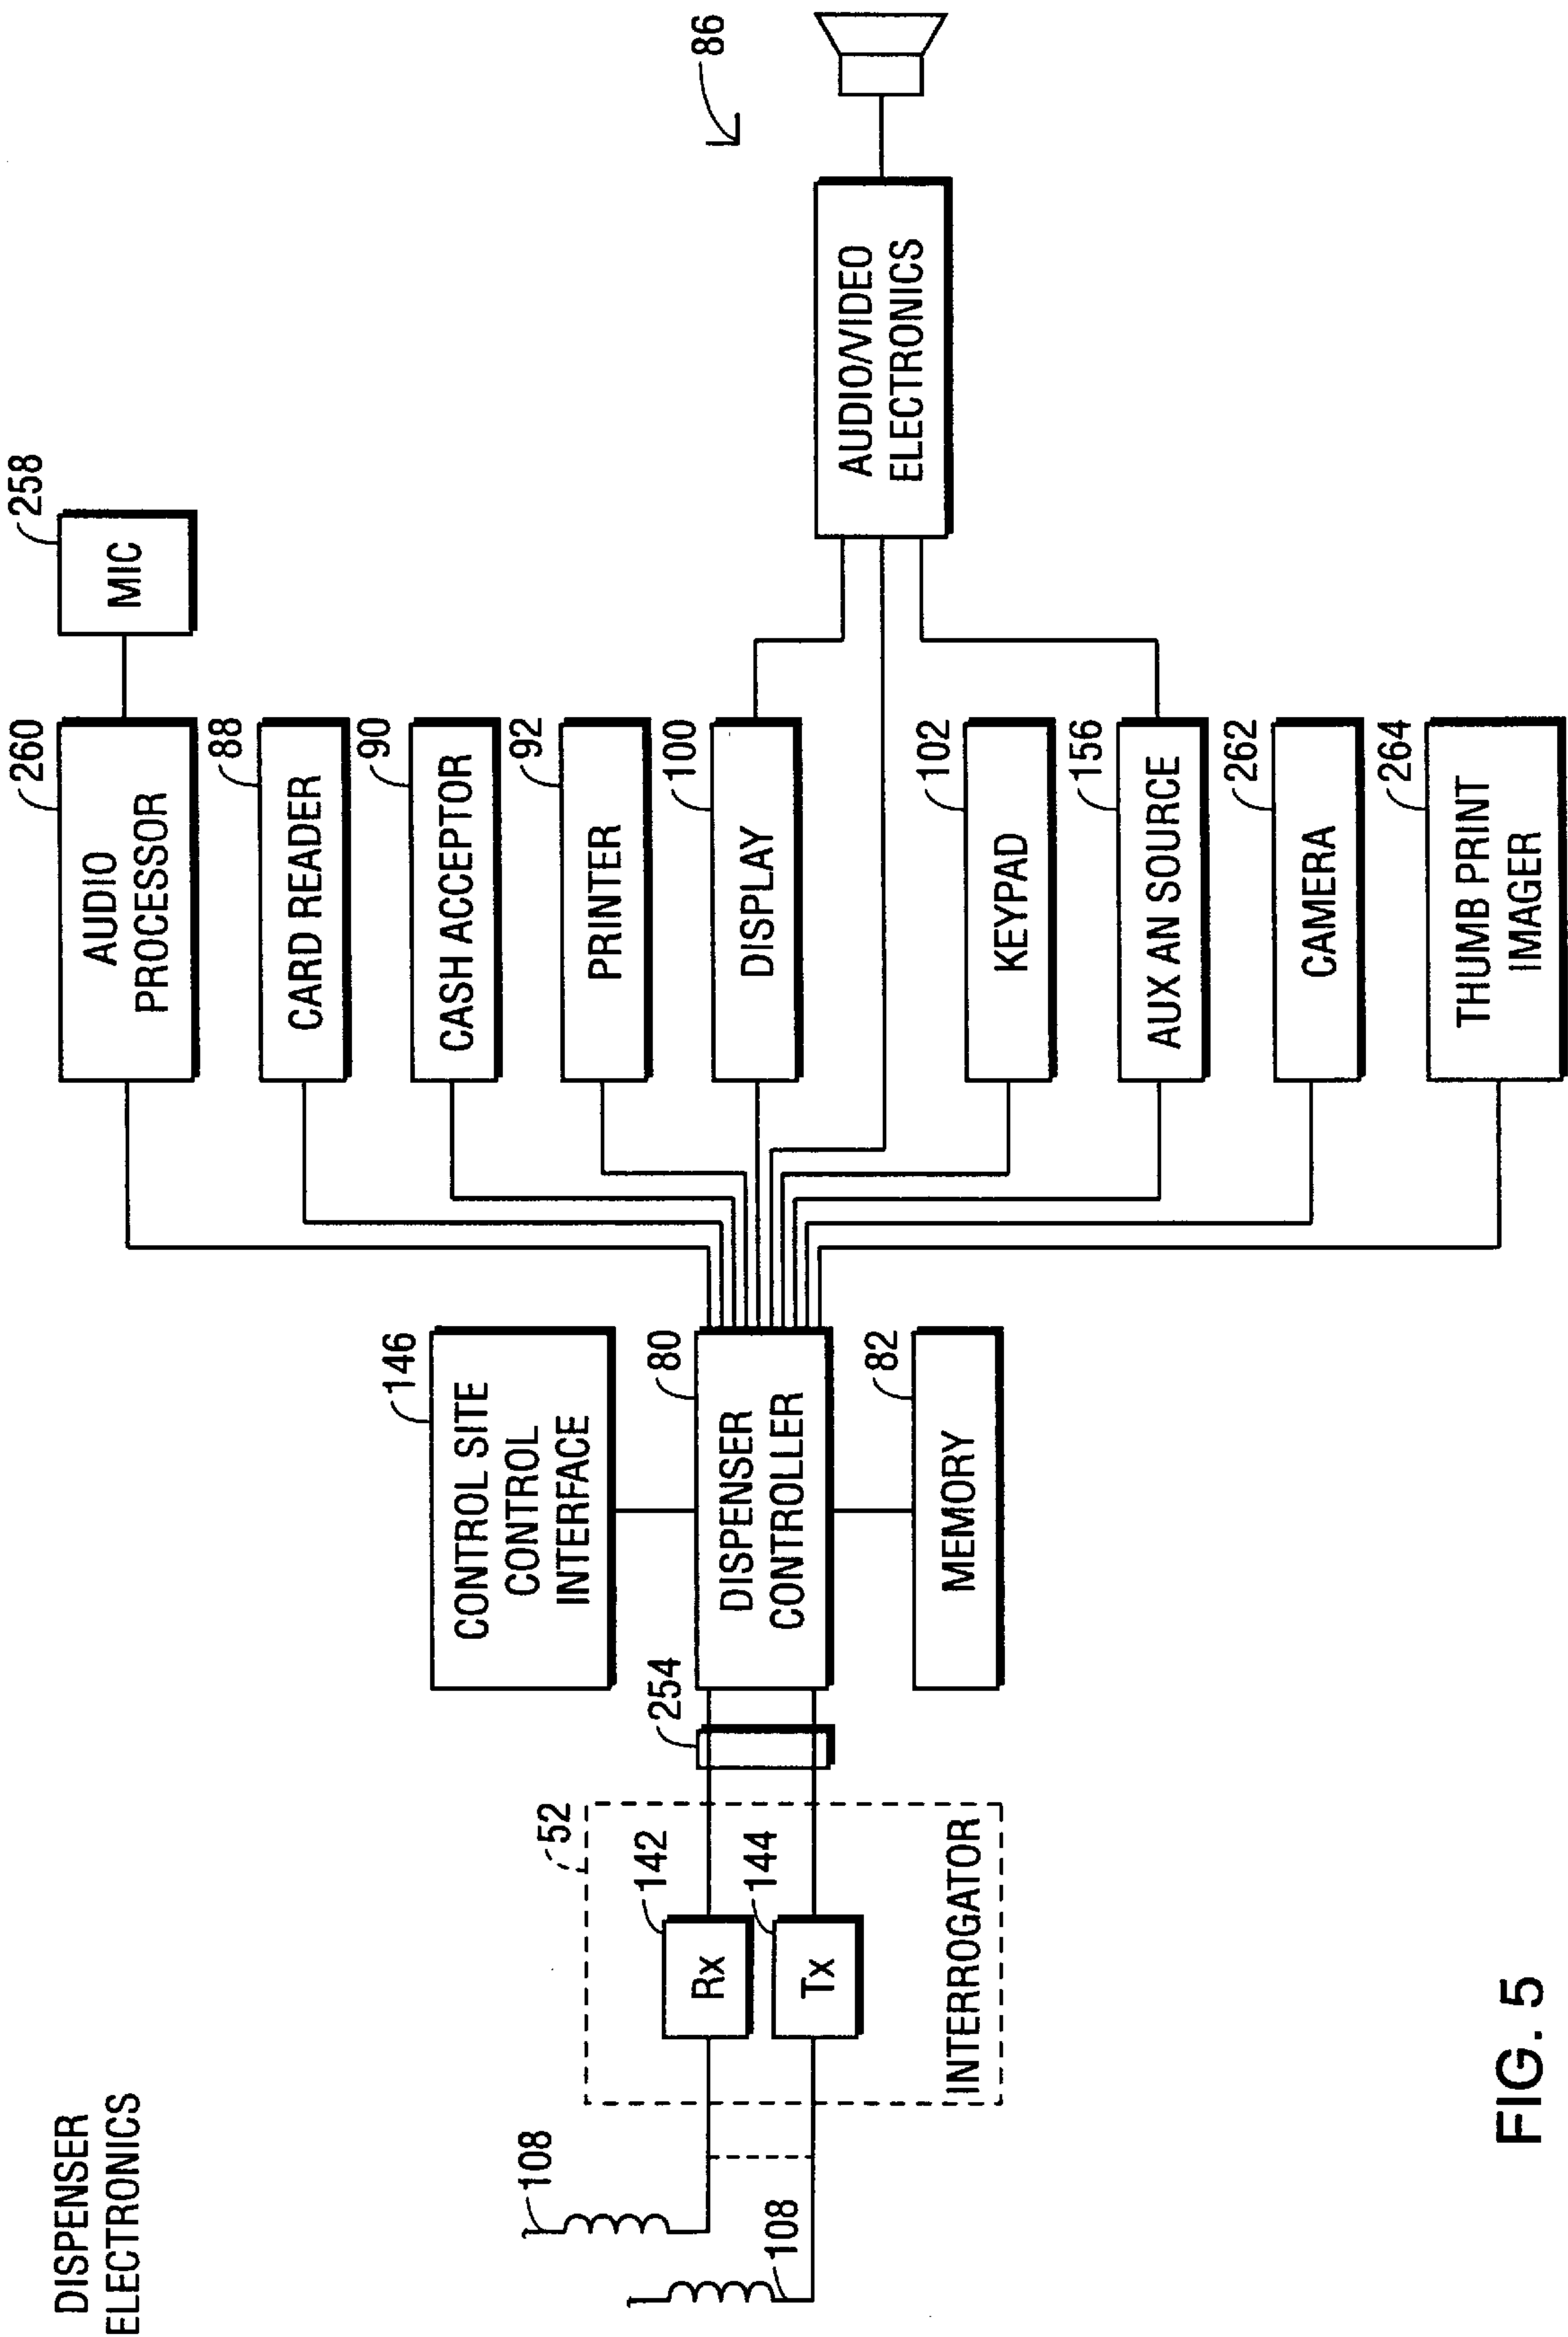 DISPENSER
ELECTRONICS
108
108
52
142
Rx
144
Tx
INTERROGATOR
254
146
CONTROL SITE
CONTROL
INTERFACE
80
DISPENSER
CONTROLLER
82
MEMORY
260
AUDIO
PROCESSOR
258
MIC
88
CARD READER
90
CASH ACCEPTOR
92
PRINTER
100
DISPLAY
102
KEYPAD
156
AUX AN SOURCE
262
CAMERA
264
THUMB PRINT
IMAGER
AUDIO/VIDEO
ELECTRONICS
86
FIG. 5